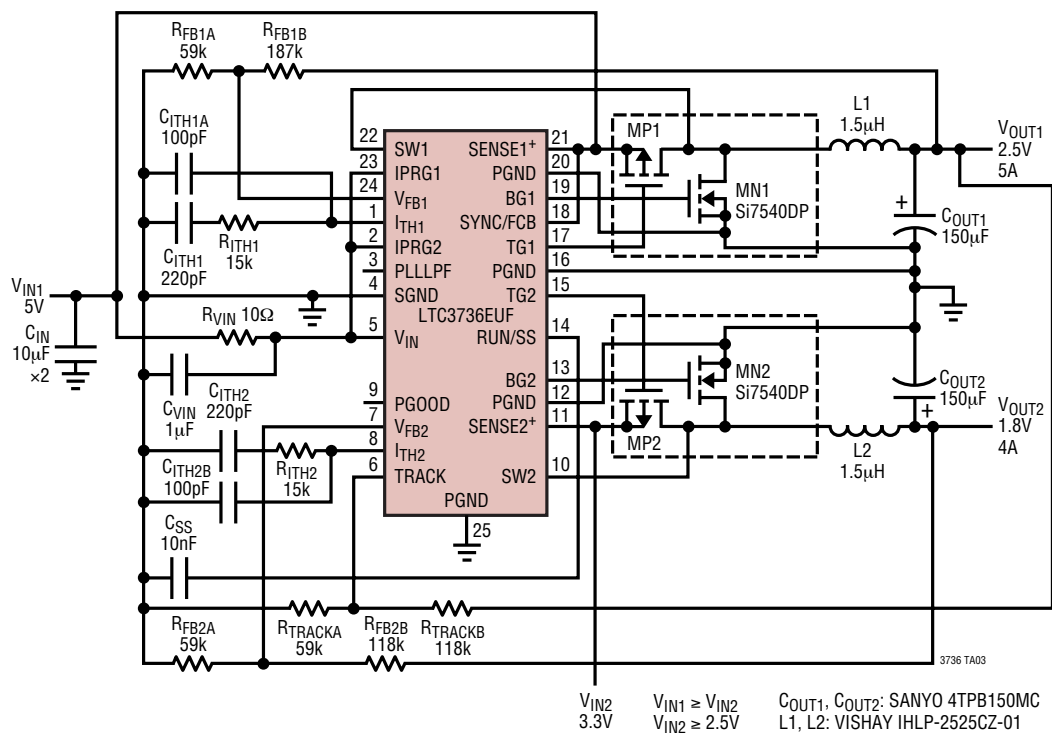 RFB1A
59k
RFB1B
187k
CITH1A
100pF
CITH1
220pF
RITH1
15k
VIN1
5V
CIN
10µF
×2
RVIN 10Ω
CVIN
1µF
CITH2
220pF
CITH2B
100pF
RITH2
15k
CSS
10nF
RFB2A
59k
RTRACKA
59k
RFB2B
118k
RTRACKB
118k
22 SW1
23 IPRG1
24 VFB1
1 ITH1
2 IPRG2
3 PLLLPF
4 SGND
LTC3736EUF
5 VIN
9 PGOOD
7 VFB2
8 ITH2
6 TRACK
PGND
25
SENSE1+ 21
PGND 20
BG1 19
SYNC/FCB 18
TG1 17
PGND 16
TG2 15
RUN/SS 14
BG2 13
PGND 12
SENSE2+ 11
SW2 10
MP1
MN1
Si7540DP
MN2
Si7540DP
MP2
L1
1.5µH
VOUT1
2.5V
5A
+
COUT1
150µF
COUT2
150µF
+
VOUT2
1.8V
4A
L2
1.5µH
3736 TA03
VIN2
3.3V
VIN1 ≥ VIN2
VIN2 ≥ 2.5V
COUT1, COUT2: SANYO 4TPB150MC
L1, L2: VISHAY IHLP-2525CZ-01